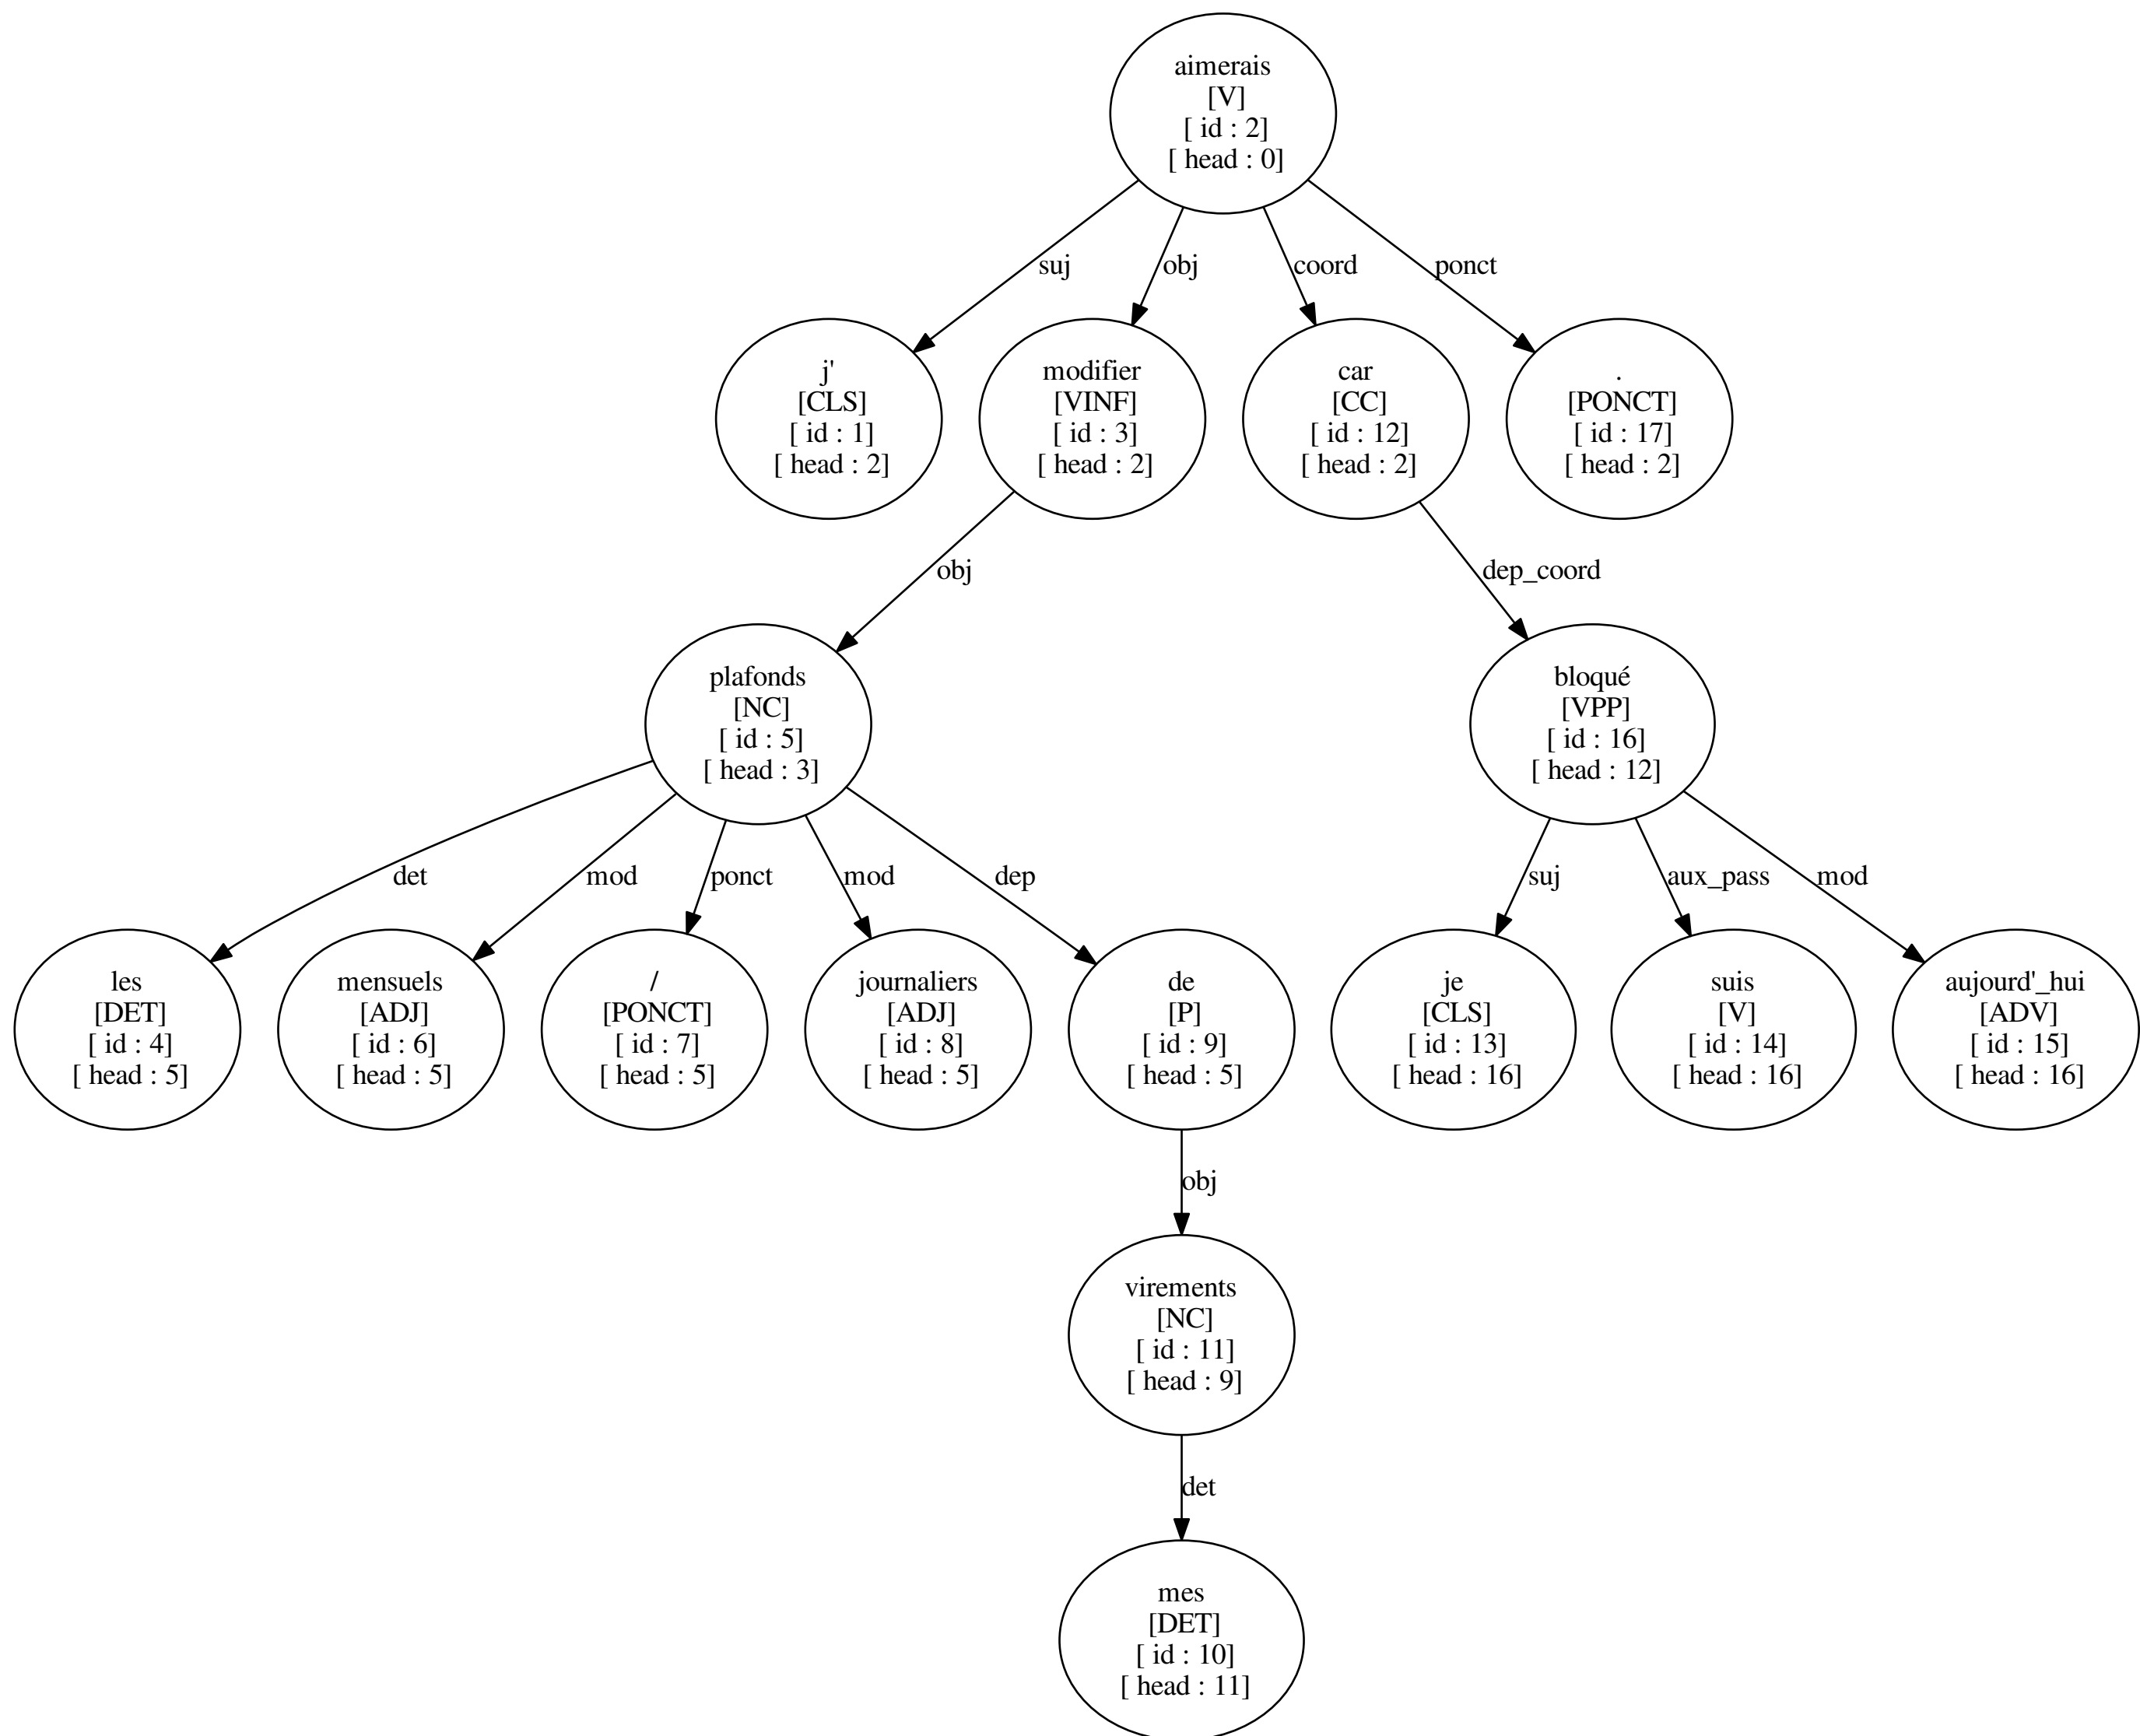 aimerais
[V]
[ id : 2]
[ head : 0]
suj
obj
coord
ponct
j'
[CLS]
[ id : 1]
[ head : 2]
modifier
[VINF]
[ id : 3]
[ head : 2]
car
[CC]
[ id : 12]
[ head : 2]
.
[PONCT]
[ id : 17]
[ head : 2]
obj
dep_coord
plafonds
[NC]
[ id : 5]
[ head : 3]
bloqué
[VPP]
[ id : 16]
[ head : 12]
det
mod
ponct
mod
dep
suj
aux_pass
mod
les
[DET]
[ id : 4]
[ head : 5]
mensuels
[ADJ]
[ id : 6]
[ head : 5]
/
[PONCT]
[ id : 7]
[ head : 5]
journaliers
[ADJ]
[ id : 8]
[ head : 5]
de
[P]
[ id : 9]
[ head : 5]
je
[CLS]
[ id : 13]
[ head : 16]
suis
[V]
[ id : 14]
[ head : 16]
aujourd'_hui
[ADV]
[ id : 15]
[ head : 16]
obj
virements
[NC]
[ id : 11]
[ head : 9]
det
mes
[DET]
[ id : 10]
[ head : 11]